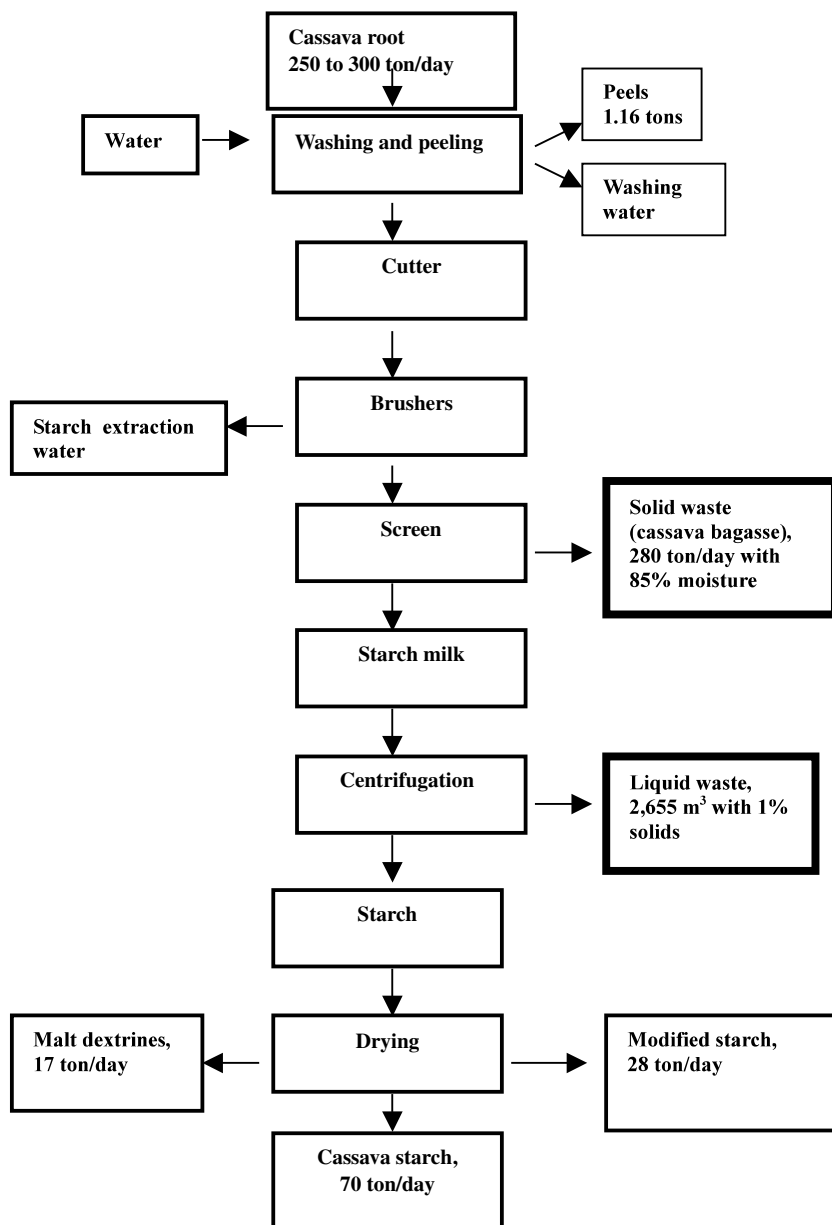 Cassava root
250 to 300 ton/day
Peels
1.16 tons
Water
Washing and peeling
Washing
water
Cutter
Brushers
Starch extraction
water
Screen
Solid waste
(cassava bagasse),
280 ton/day with
85% moisture
Starch milk
Centrifugation
Liquid waste,
2,655 m³ with 1%
solids
Starch
Malt dextrines,
17 ton/day
Drying
Modified starch,
28 ton/day
Cassava starch,
70 ton/day